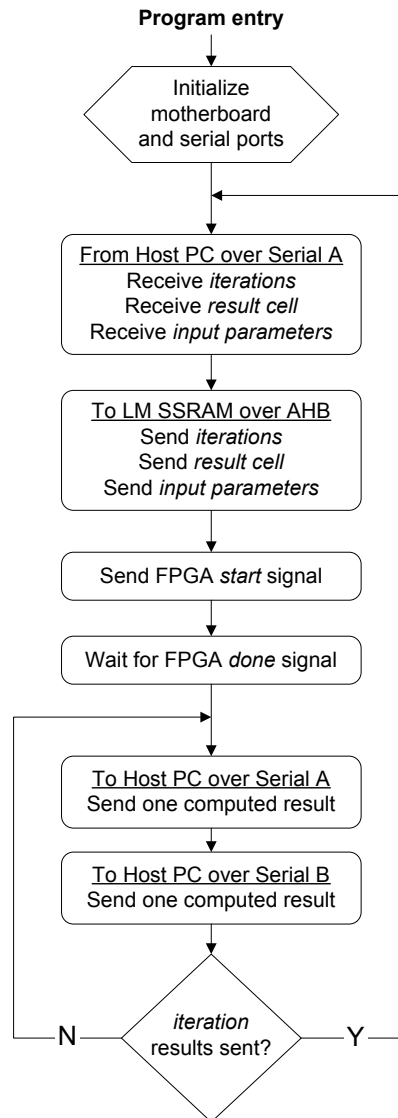 Program entry
Initialize
motherboard
and serial ports
From Host PC over Serial A
Receive iterations
Receive result cell
Receive input parameters
To LM SSRAM over AHB
Send iterations
Send result cell
Send input parameters
Send FPGA start signal
Wait for FPGA done signal
To Host PC over Serial A
Send one computed result
To Host PC over Serial B
Send one computed result
iteration
results sent?
N
Y